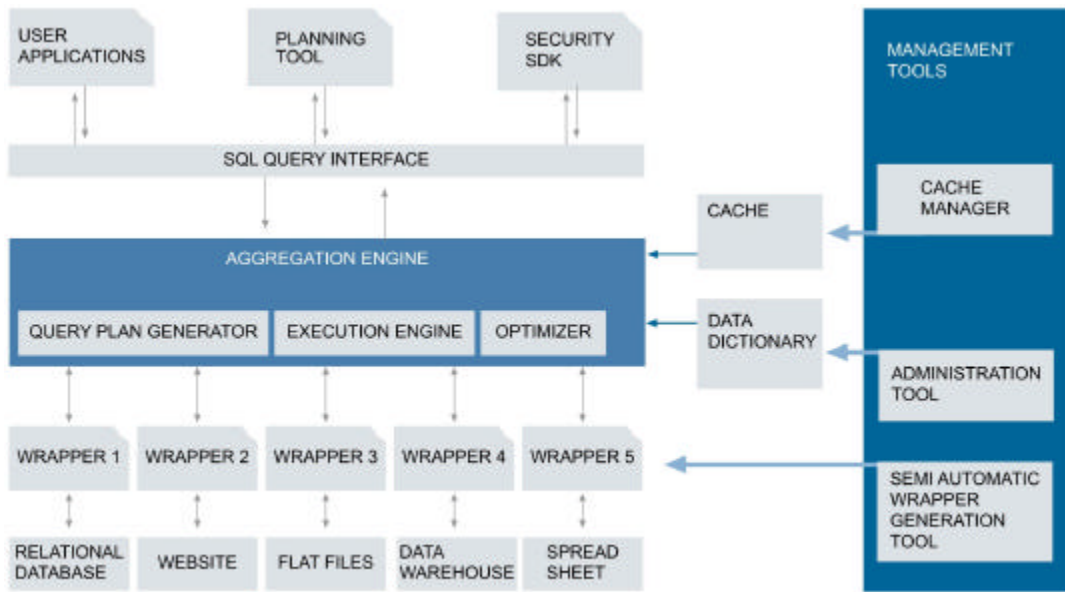 USER
APPLICATIONS
PLANNING
TOOL
SECURITY
SDK
MANAGEMENT
TOOLS
SQL QUERY INTERFACE
CACHE
CACHE
MANAGER
AGGREGATION ENGINE
QUERY PLAN GENERATOR
EXECUTION ENGINE
OPTIMIZER
DATA
DICTIONARY
ADMINISTRATION
TOOL
WRAPPER 1
WRAPPER 2
WRAPPER 3
WRAPPER 4
WRAPPER 5
SEMI AUTOMATIC
WRAPPER
GENERATION
TOOL
RELATIONAL
DATABASE
WEBSITE
FLAT FILES
DATA
WAREHOUSE
SPREAD
SHEET